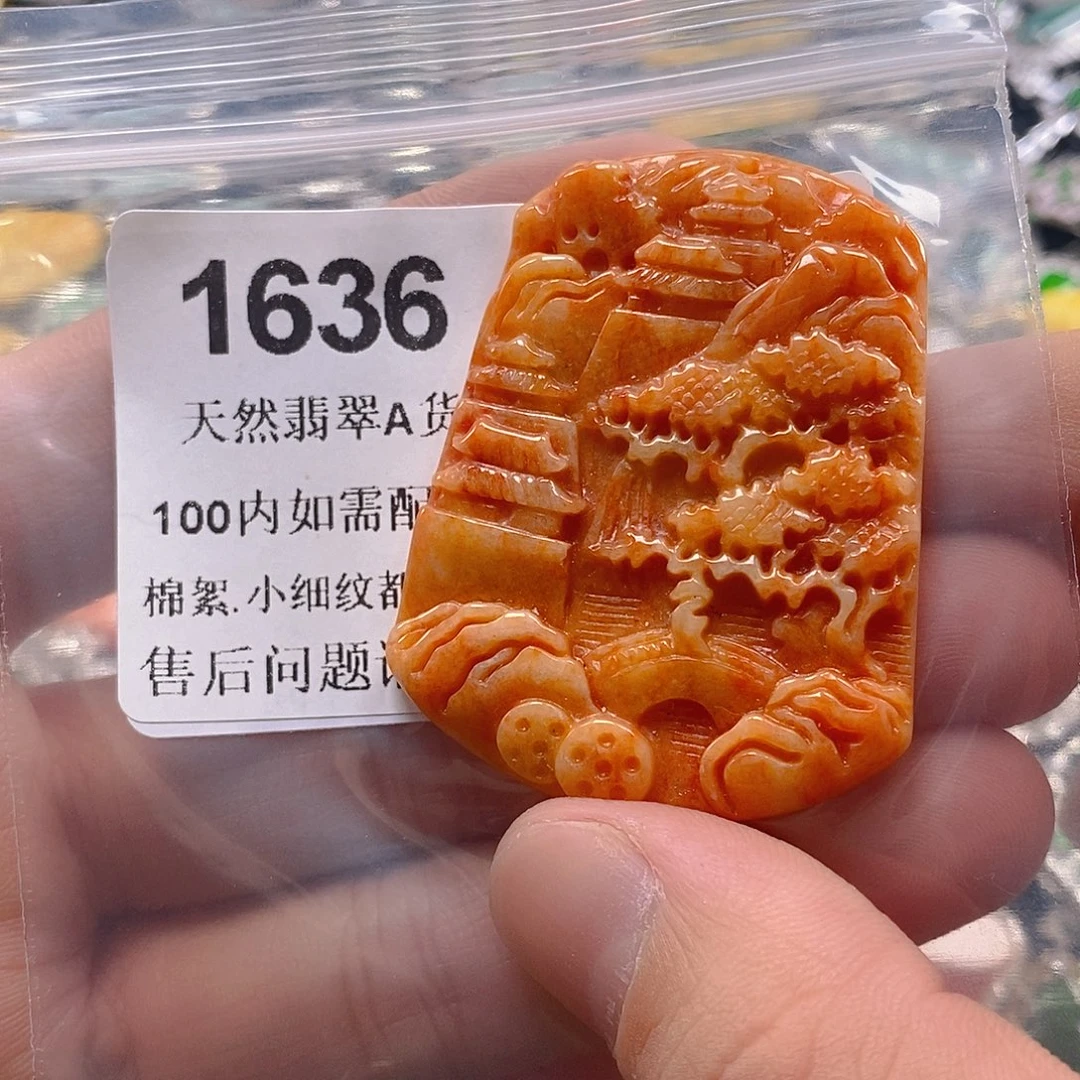 1636
天然翡翠A货
100内如需配
棉絮.小细纹都
售后问题